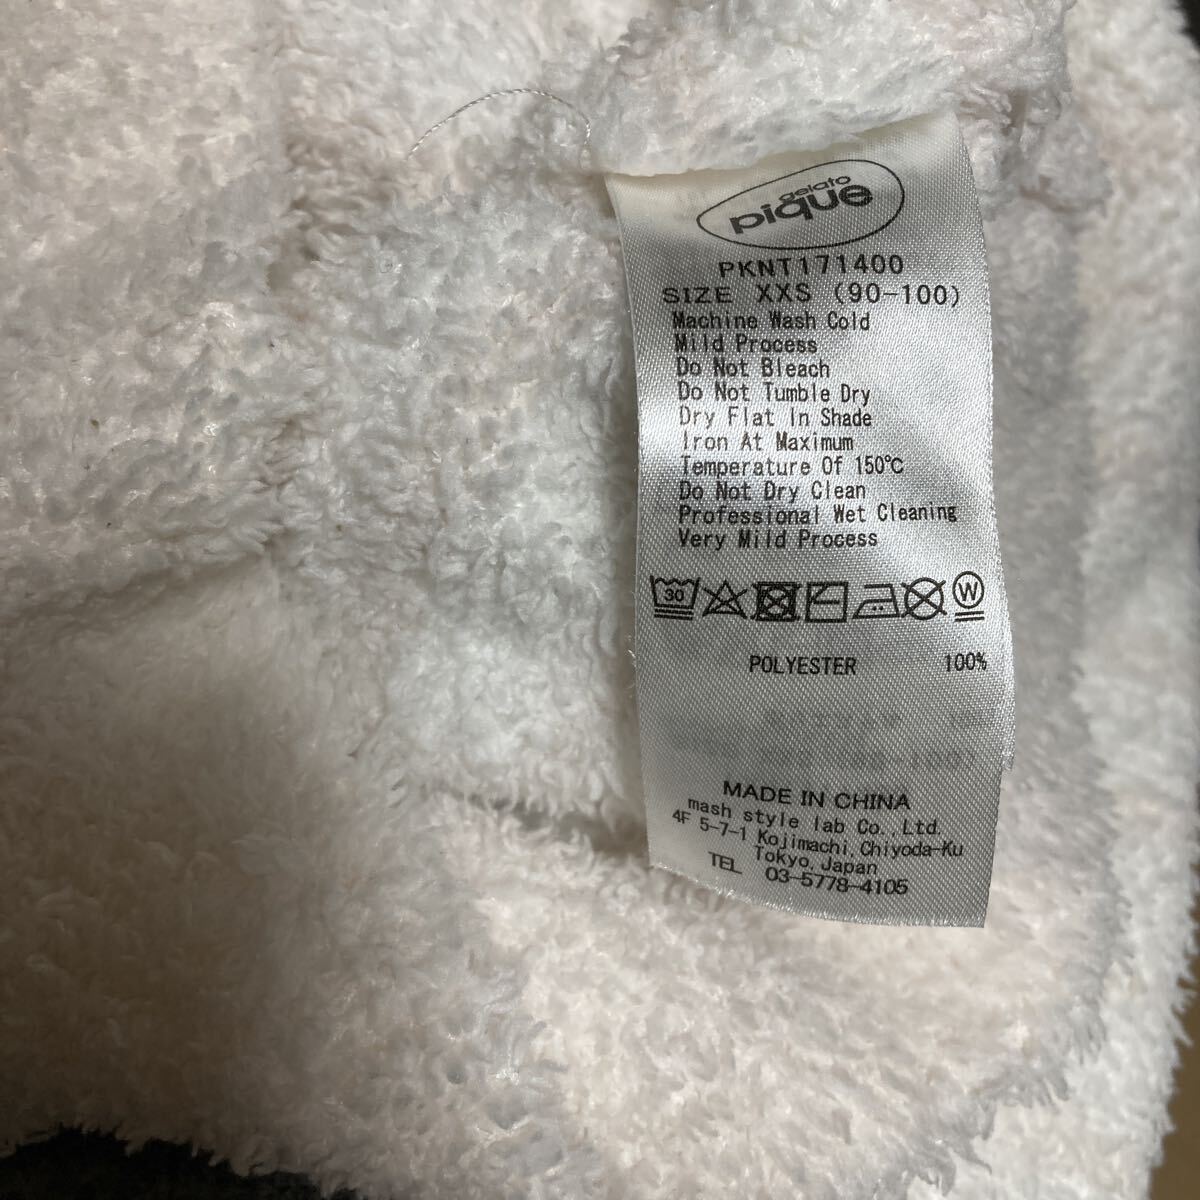 gelato
pique
PKNT171400
SIZE XXS (90-100)
Machine Wash Cold
Mild Process
Do Not Bleach
Do Not Tumble Dry
Dry Flat In Shade
Iron At Maximum
Temperature Of 150℃
Do Not Dry Clean
Professional Wet Cleaning
Very Mild Process
30 W
POLYESTER 100%
MADE IN CHINA
mash style lab Co.,Ltd.
4F 5-7-1 Kojimachi,Chiyoda-Ku
Tokyo,Japan
TEL 03-5778-4105